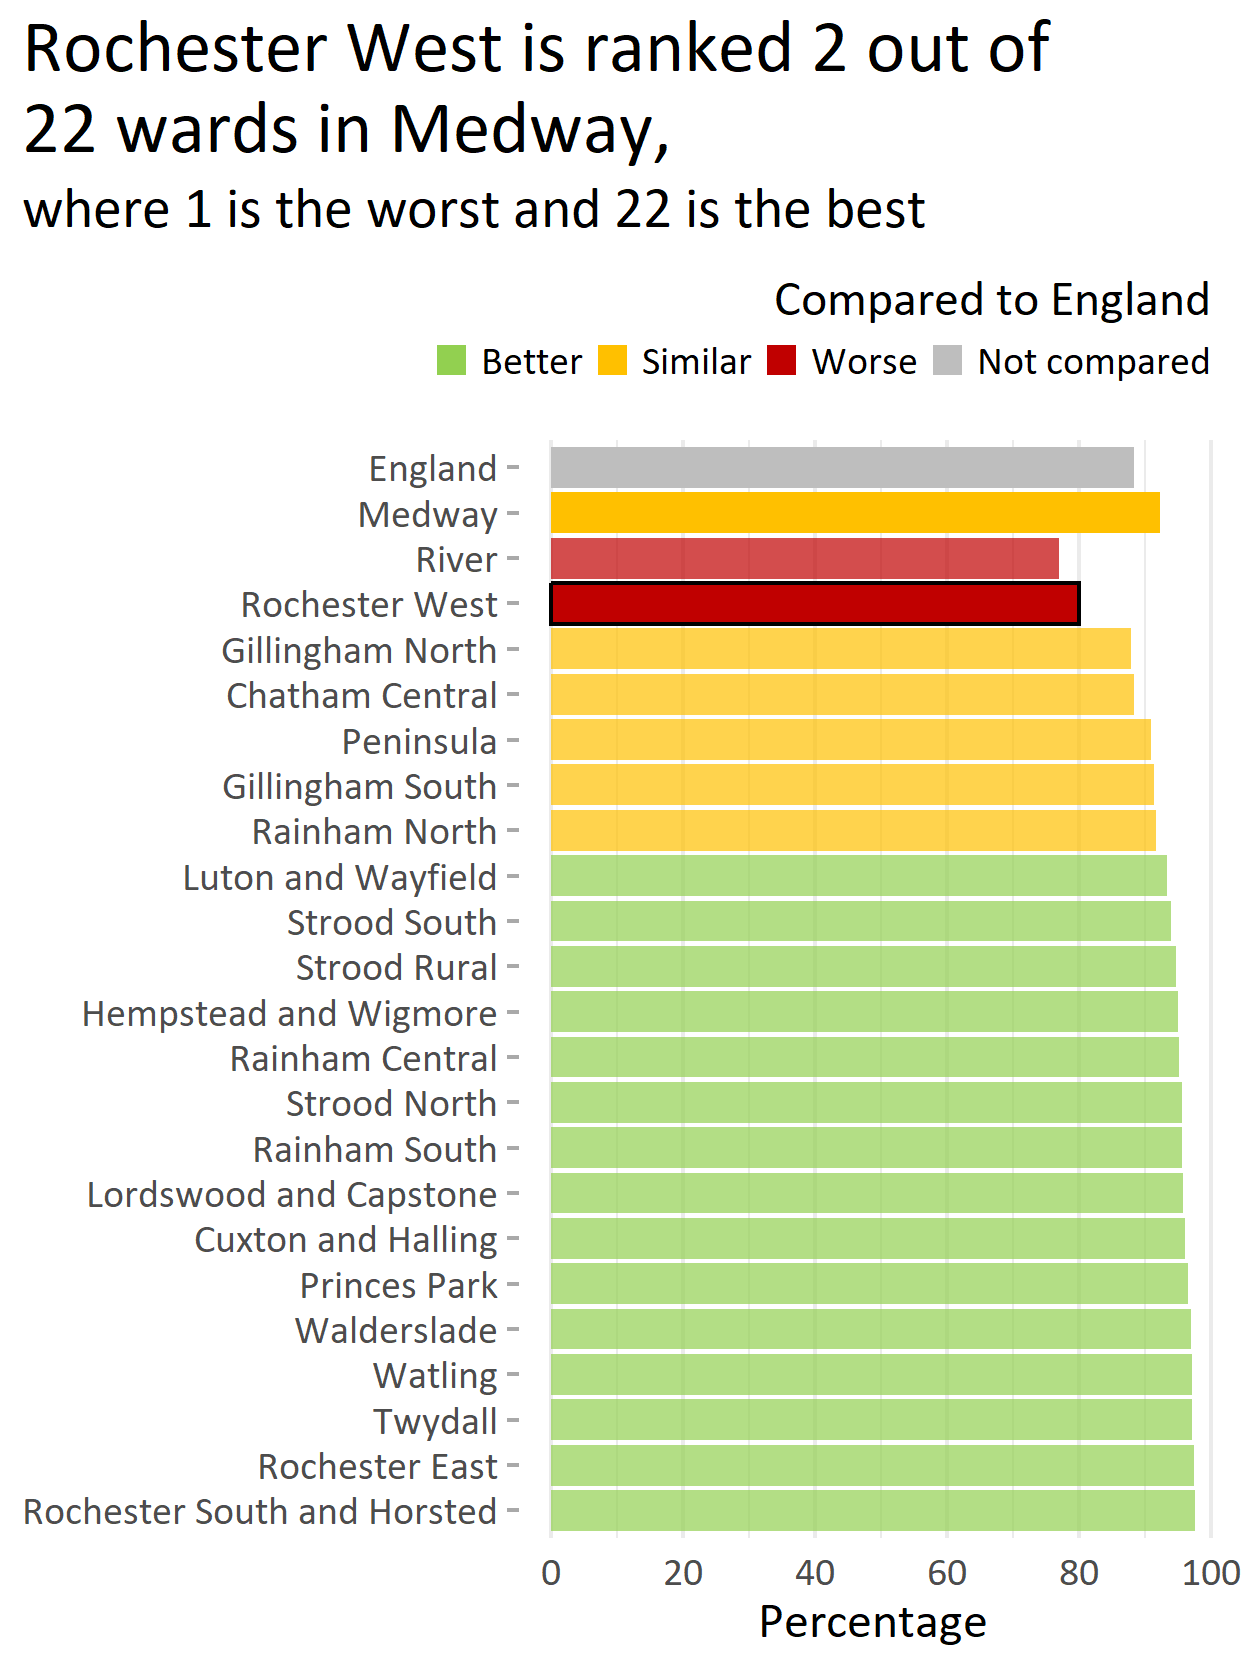 Rochester West is ranked 2 out of
22 wards in Medway,
where 1 is the worst and 22 is the best
Compared to England
Better Similar Worse Not compared
England
Medway
River
Rochester West
Gillingham North
Chatham Central
Peninsula
Gillingham South
Rainham North
Luton and Wayfield
Strood South
Strood Rural
Hempstead and Wigmore
Rainham Central
Strood North
Rainham South
Lordswood and Capstone
Cuxton and Halling
Princes Park
Walderslade
Watling
Twydall
Rochester East
Rochester South and Horsted
0 20 40 60 80 100
Percentage